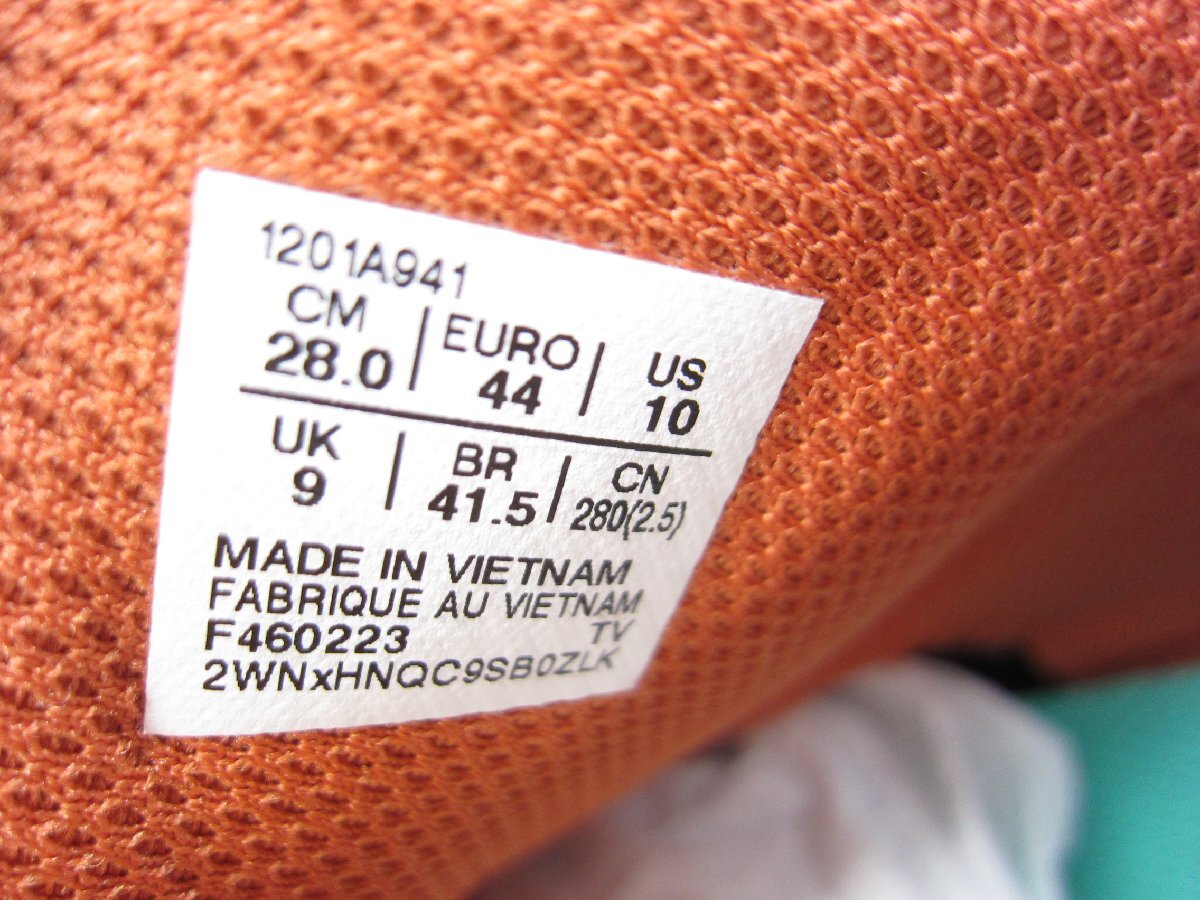 1201A941
CM | EURO | US
28.0 | 44 | 10
UK | BR | CN
9 | 41.5 | 280(2.5)
MADE IN VIETNAM
FABRIQUE AU VIETNAM
F460223 TV
2WNxHNQC9SB0ZLK